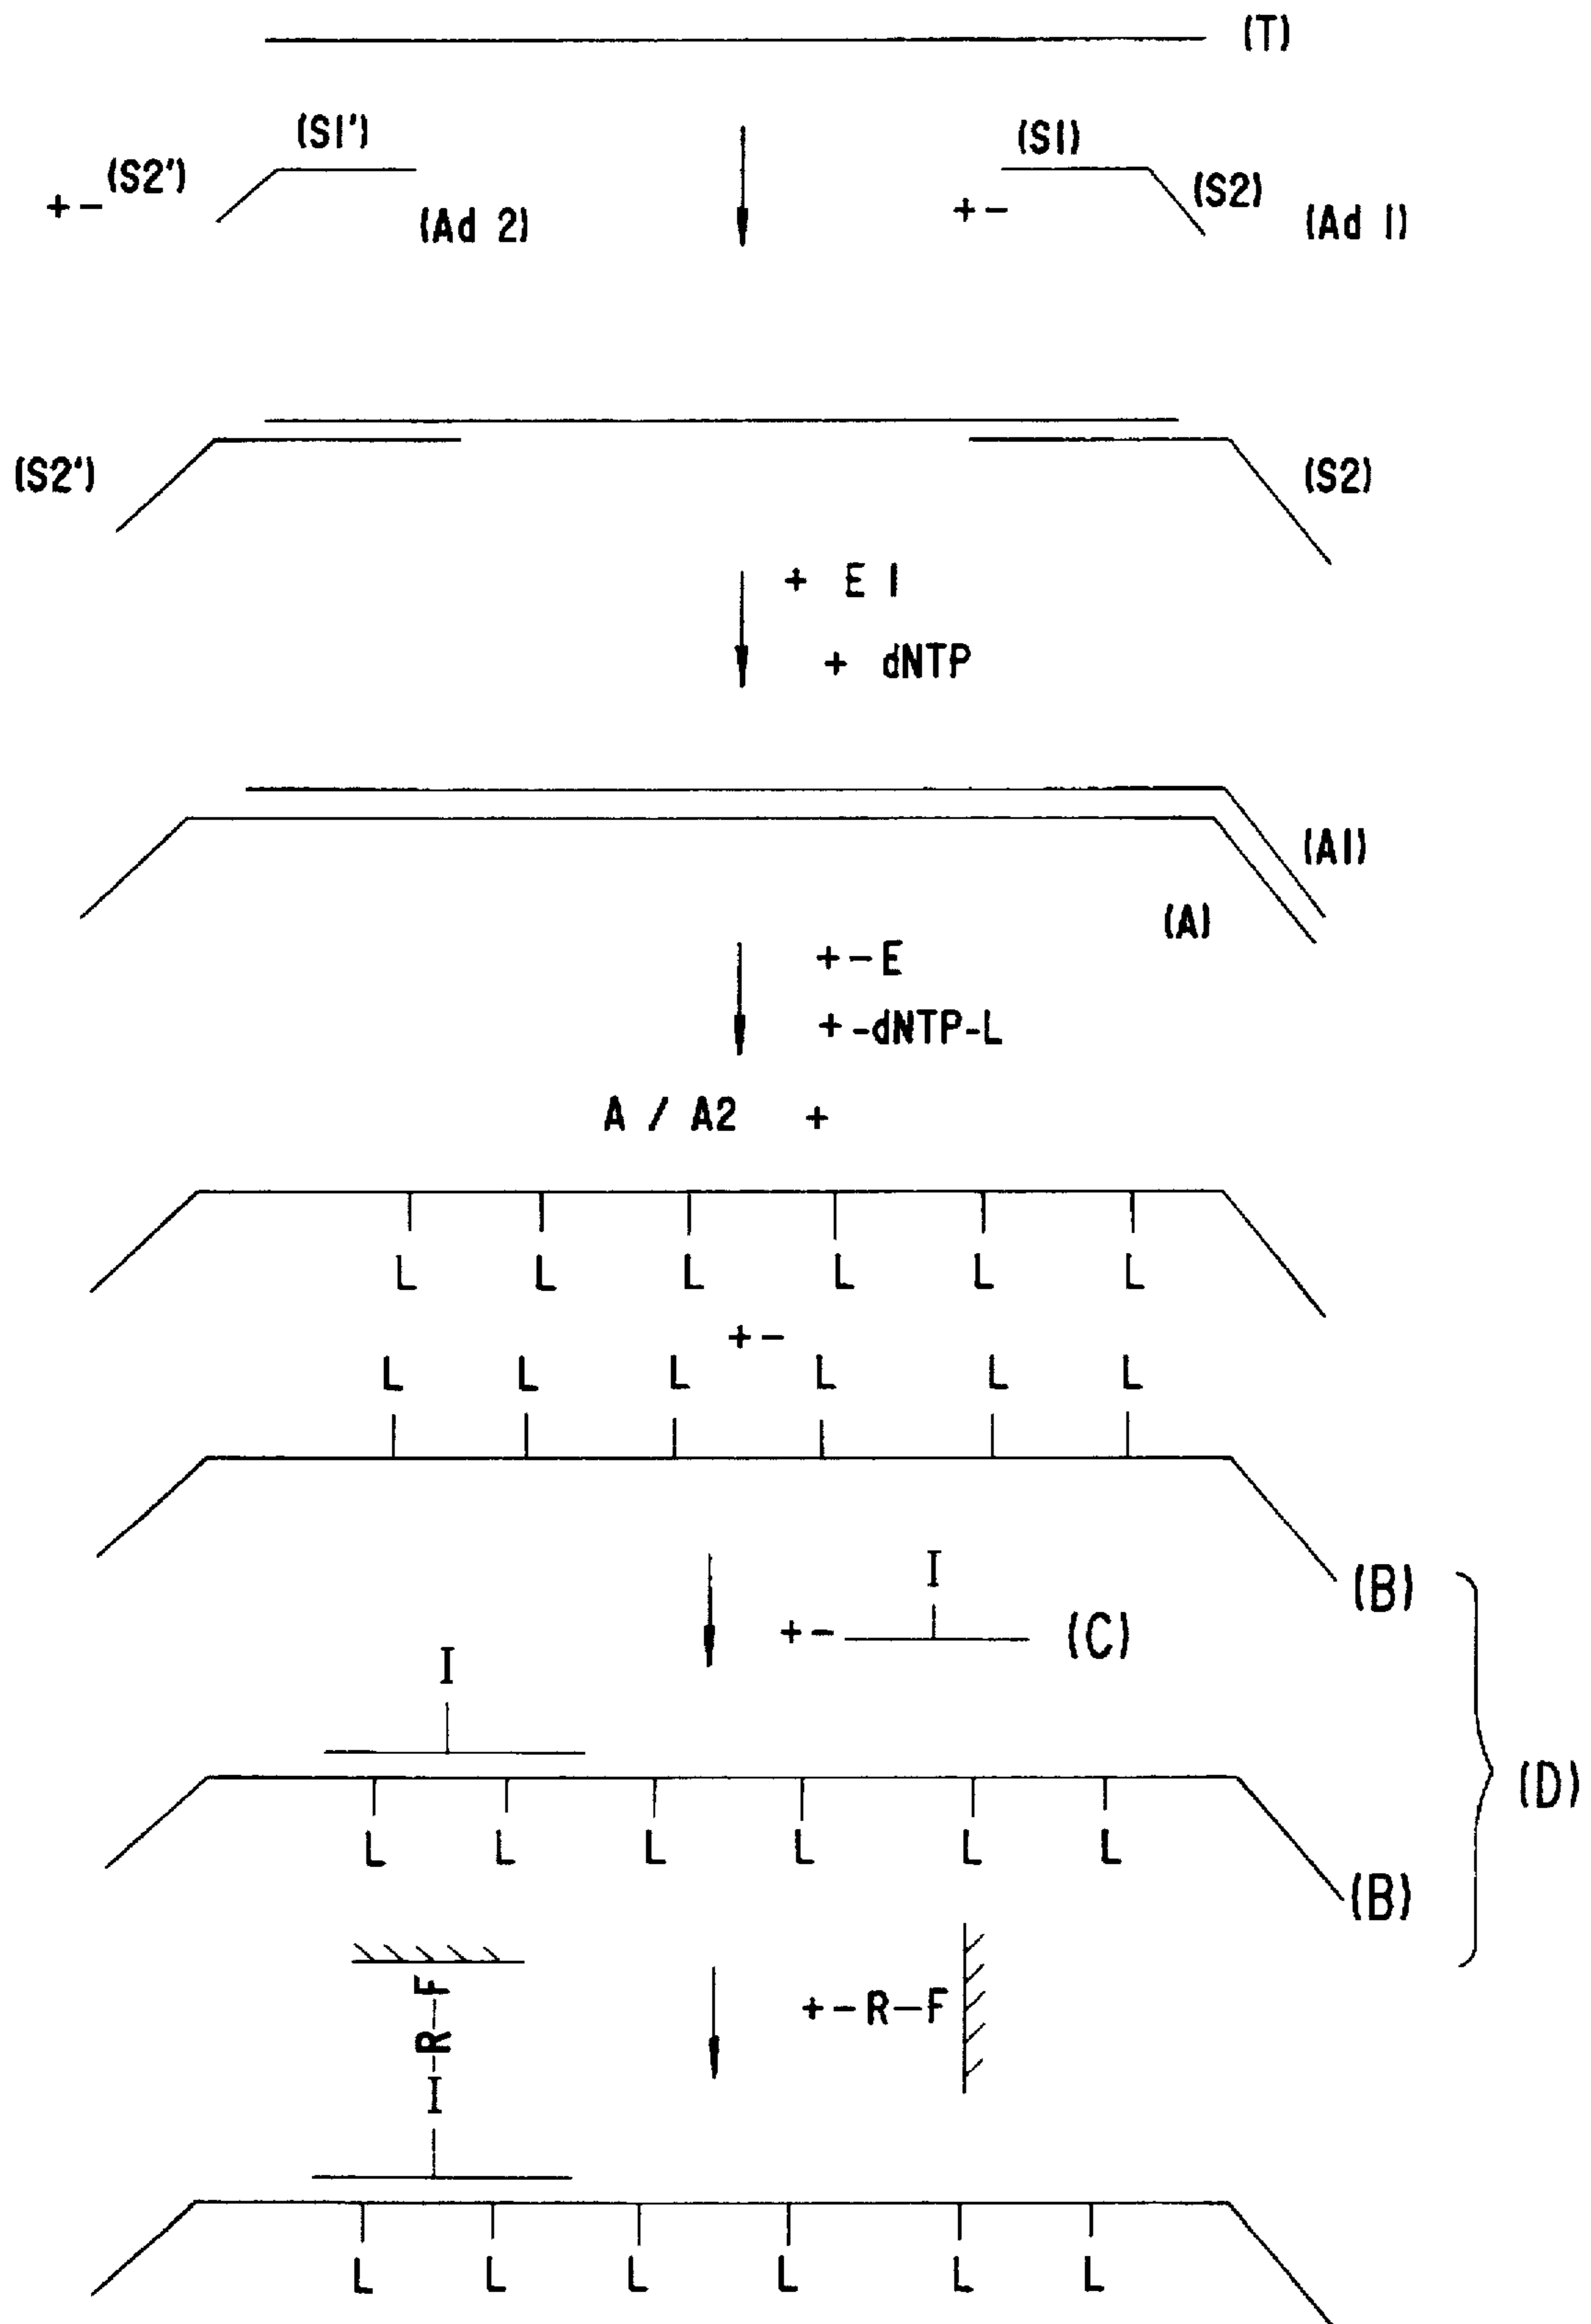 (T)
(S1') (S1)
+-(S2') +- (S2)
(Ad 2) (Ad 1)
(S2') (S2)
+ E 1
+ dNTP
(A1)
(A)
+-E
+-dNTP-L
A / A2 +
L L L L L L
+-
L L L L L L
I
(B)
+- (C)
I
(D)
L L L L L L
(B)
I-R-F
+-R-F
L L L L L L